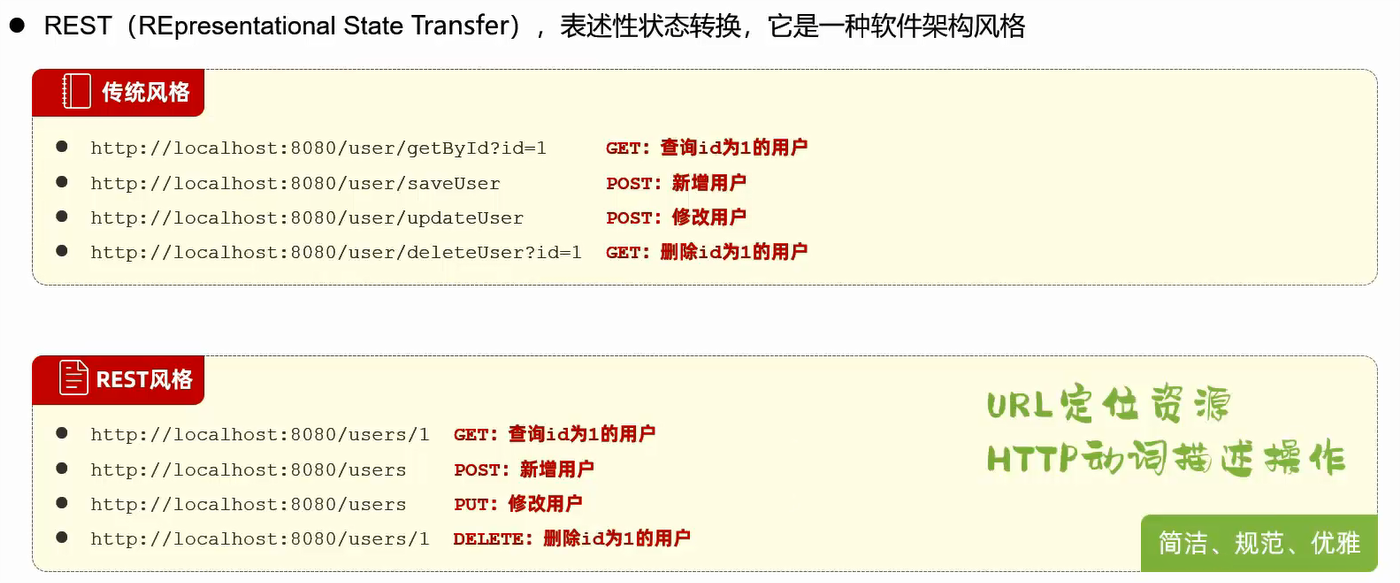 ● REST（REpresentational State Transfer），表述性状态转换，它是一种软件架构风格
传统风格
● http://localhost:8080/user/getById?id=1 GET：查询id为1的用户
● http://localhost:8080/user/saveUser POST：新增用户
● http://localhost:8080/user/updateUser POST：修改用户
● http://localhost:8080/user/deleteUser?id=1 GET：删除id为1的用户
REST风格
● http://localhost:8080/users/1 GET：查询id为1的用户
● http://localhost:8080/users POST：新增用户
● http://localhost:8080/users PUT：修改用户
● http://localhost:8080/users/1 DELETE：删除id为1的用户
URL定位资源
HTTP动词描述操作
简洁、规范、优雅